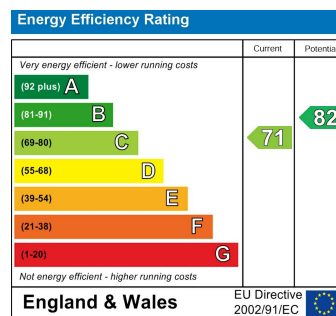 Energy Efficiency Rating
Current Potentia
Very energy efficient - lower running costs
(92 plus) A
(81-91) B
(69-80) C
(55-68) D
(39-54) E
(21-38) F
(1-20) G
71
82
Not energy efficient - higher running costs
England & Wales
EU Directive
2002/91/EC